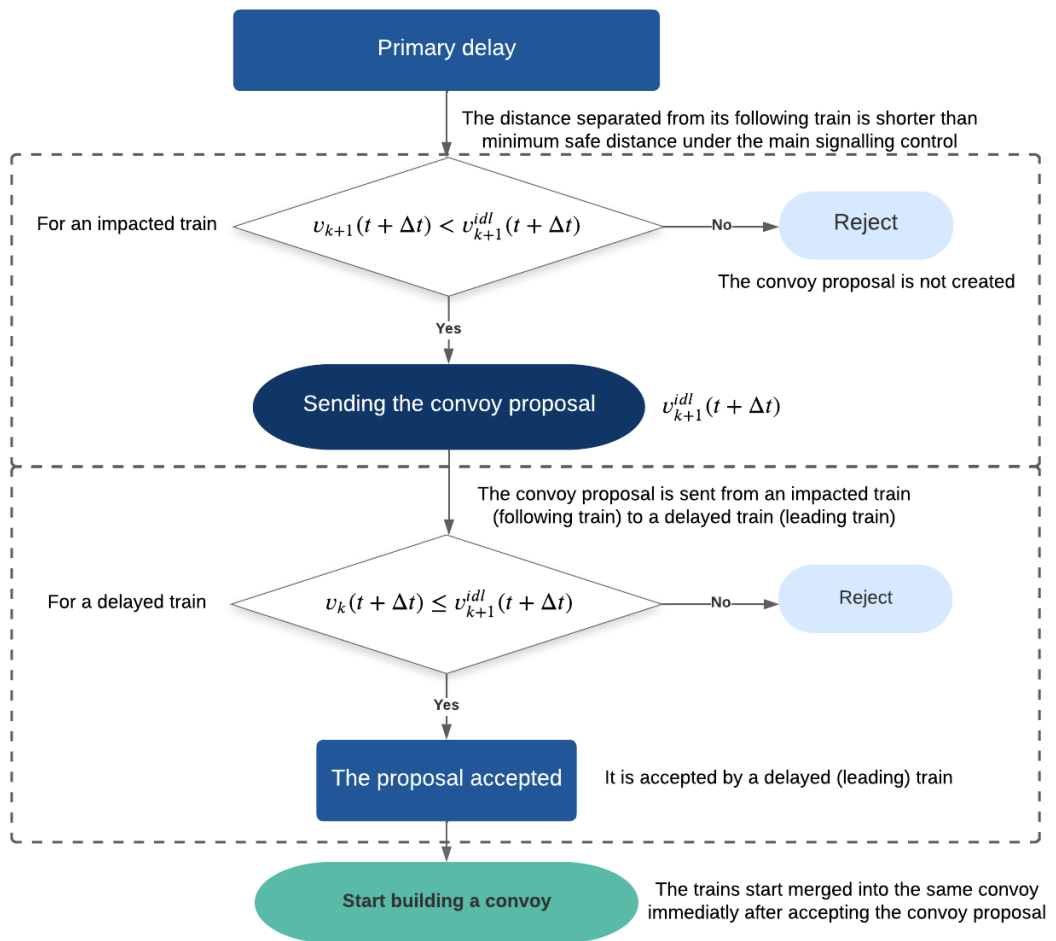 Primary delay
The distance separated from its following train is shorter than
minimum safe distance under the main signalling control
For an impacted train
v_{k+1}(t + Δt) < v_{k+1}^{idl}(t + Δt)
No
Reject
The convoy proposal is not created
Yes
Sending the convoy proposal
v_{k+1}^{idl}(t + Δt)
The convoy proposal is sent from an impacted train
(following train) to a delayed train (leading train)
For a delayed train
v_k(t + Δt) ≤ v_{k+1}^{idl}(t + Δt)
No
Reject
Yes
The proposal accepted
It is accepted by a delayed (leading) train
Start building a convoy
The trains start merged into the same convoy
immediatly after accepting the convoy proposal